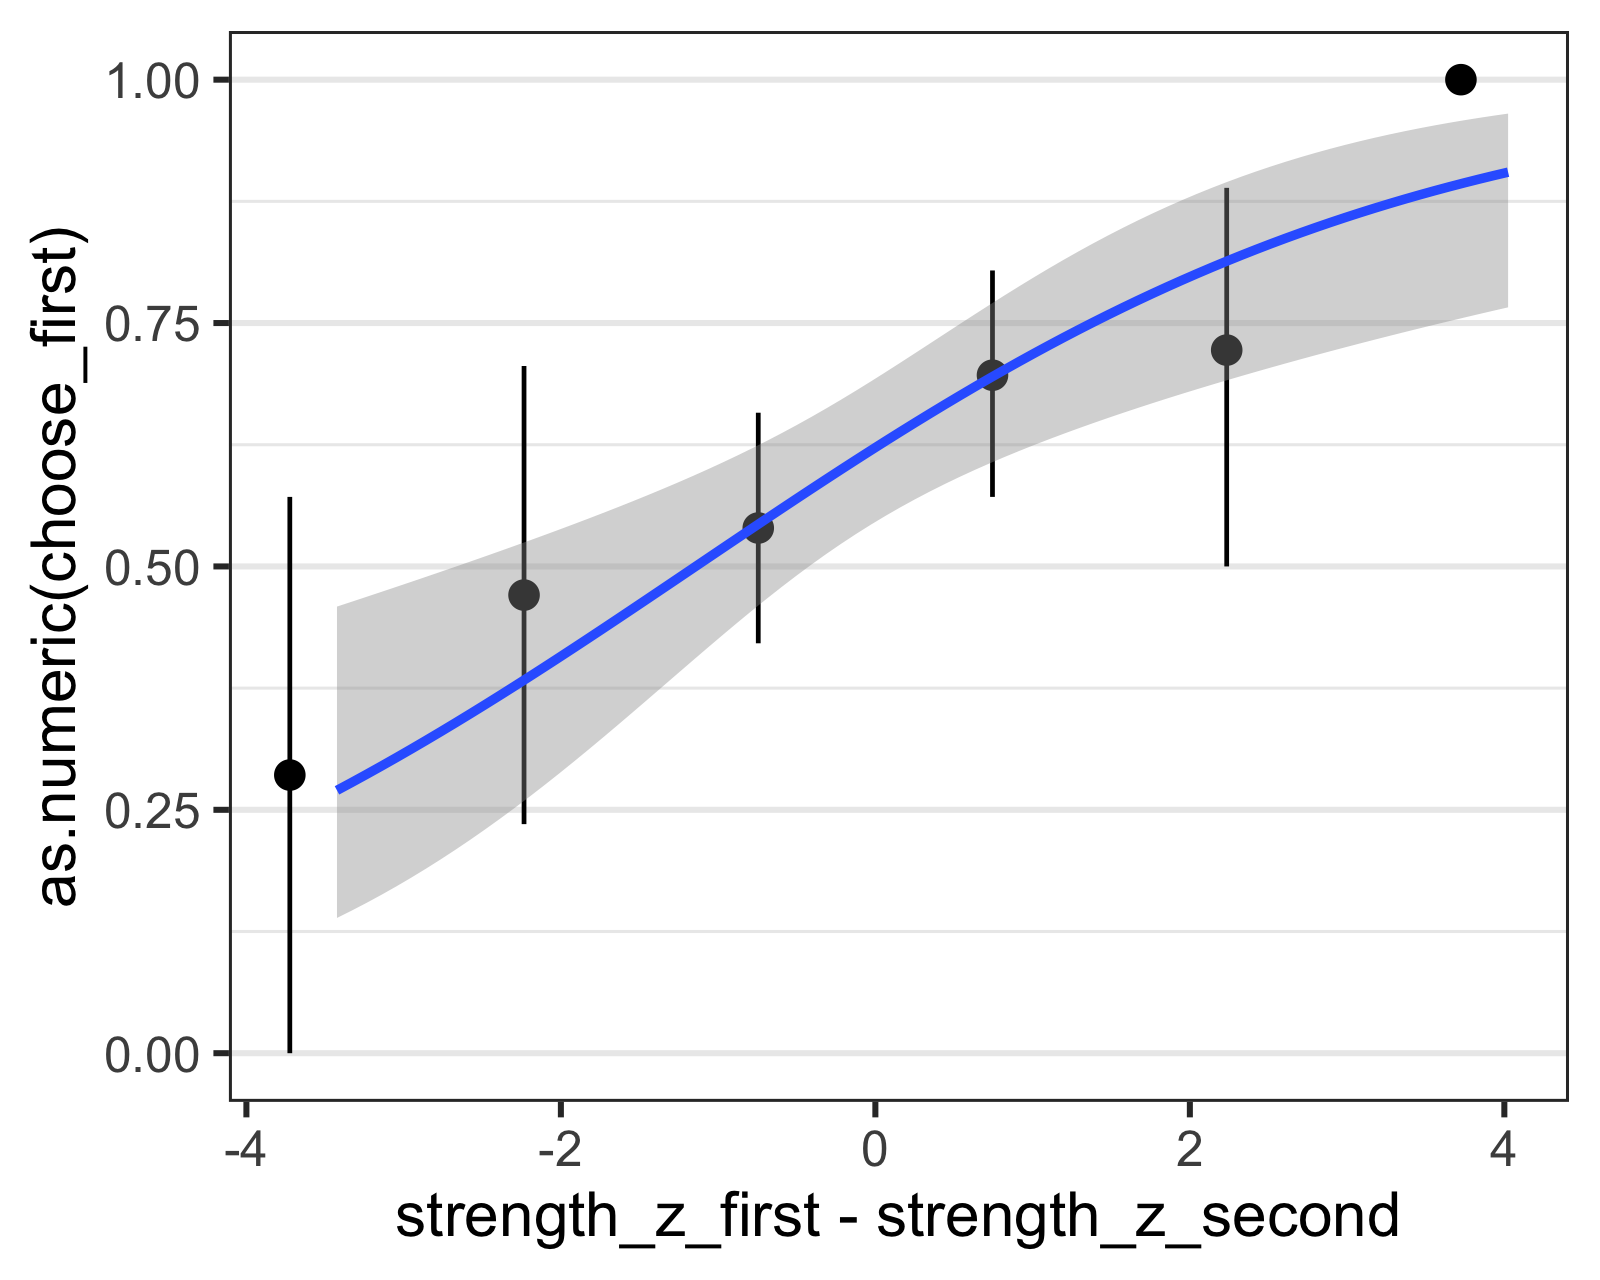 as.numeric(choose_first)
1.00
0.75
0.50
0.25
0.00
-4 -2 0 2 4
strength_z_first - strength_z_second